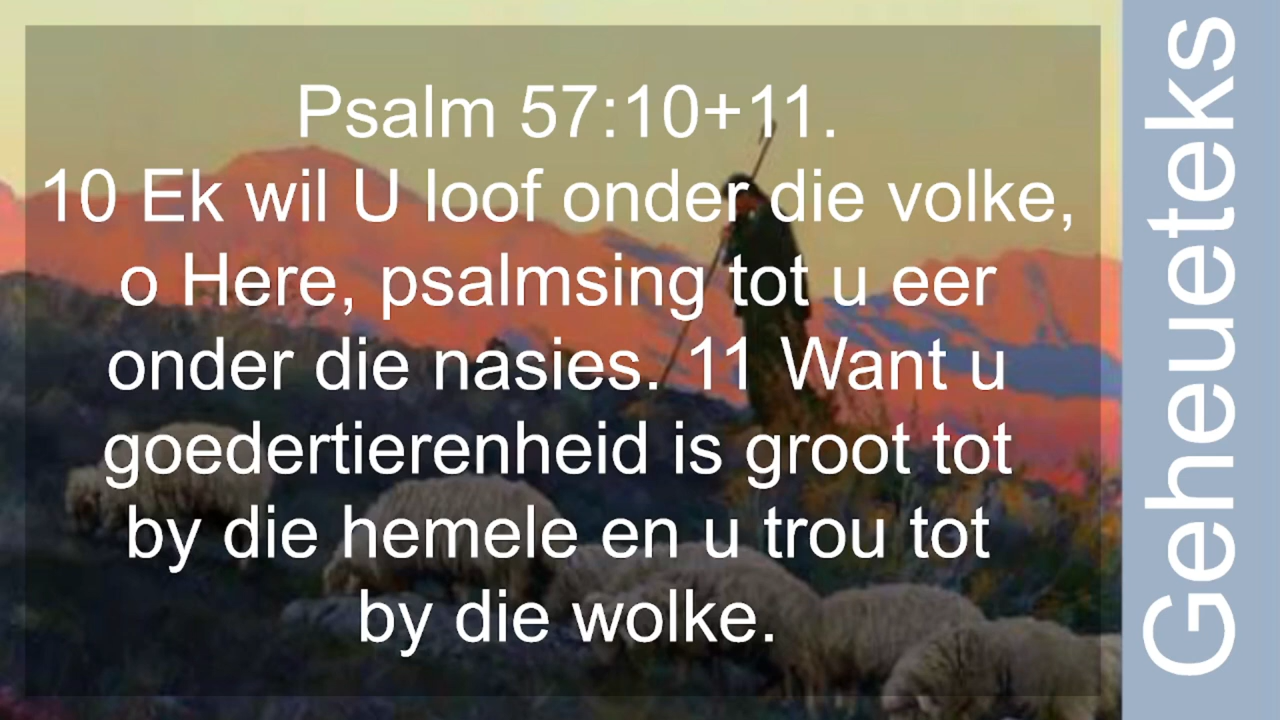 Psalm 57:10+11.
10 Ek wil U loof onder die volke,
o Here, psalmsing tot u eer
onder die nasies. 11 Want u
goedertierenheid is groot tot
by die hemele en u trou tot
by die wolke.
Geheueteks